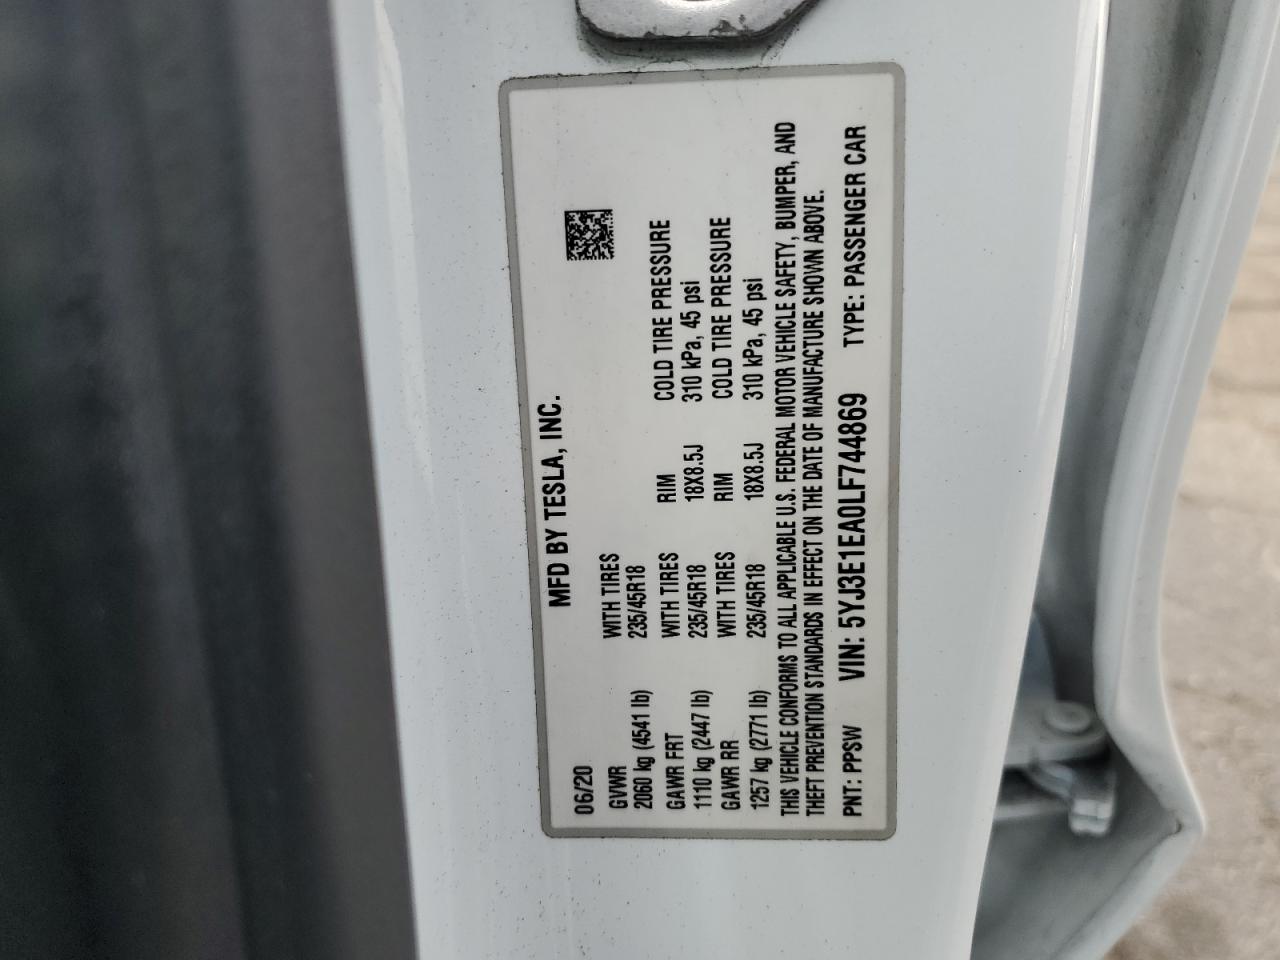 MFD BY TESLA, INC.
06/20
GVWR WITH TIRES
2060 kg (4541 lb) 235/45R18
GAWR FRT WITH TIRES RIM COLD TIRE PRESSURE
1110 kg (2447 lb) 235/45R18 18X8.5J 310 kPa, 45 psi
GAWR RR WITH TIRES RIM COLD TIRE PRESSURE
1257 kg (2771 lb) 235/45R18 18X8.5J 310 kPa, 45 psi
THIS VEHICLE CONFORMS TO ALL APPLICABLE U.S. FEDERAL MOTOR VEHICLE SAFETY, BUMPER, AND
THEFT PREVENTION STANDARDS IN EFFECT ON THE DATE OF MANUFACTURE SHOWN ABOVE.
PNT: PPSW VIN: 5YJ3E1EA0LF744869 TYPE: PASSENGER CAR